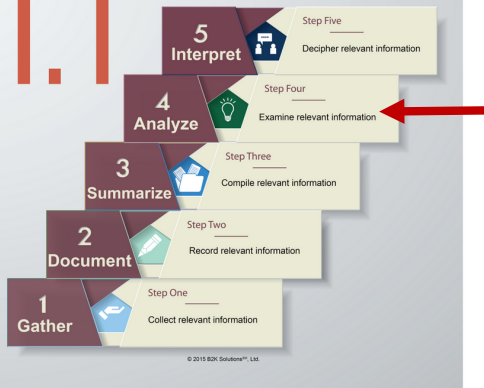 5
Interpret
Step Five
Decipher relevant information
4
Analyze
Step Four
Examine relevant information
3
Summarize
Step Three
Compile relevant information
2
Document
Step Two
Record relevant information
1
Gather
Step One
Collect relevant information
© 2015 B2K Solutions℠, Ltd.